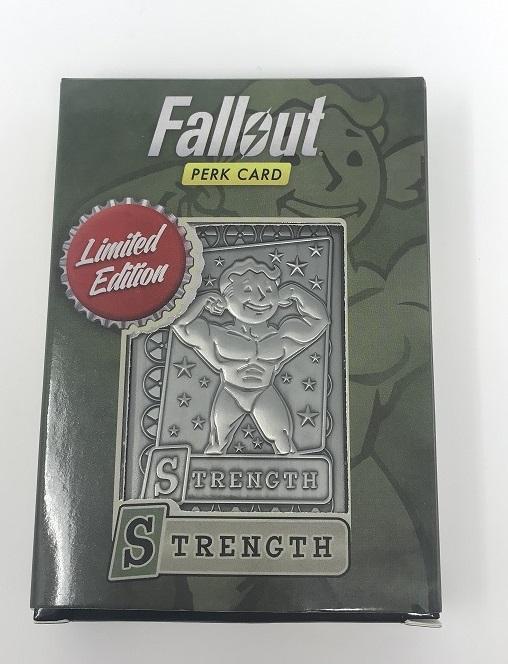 Fallout
PERK CARD
Limited
Edition
STRENGTH
STRENGTH